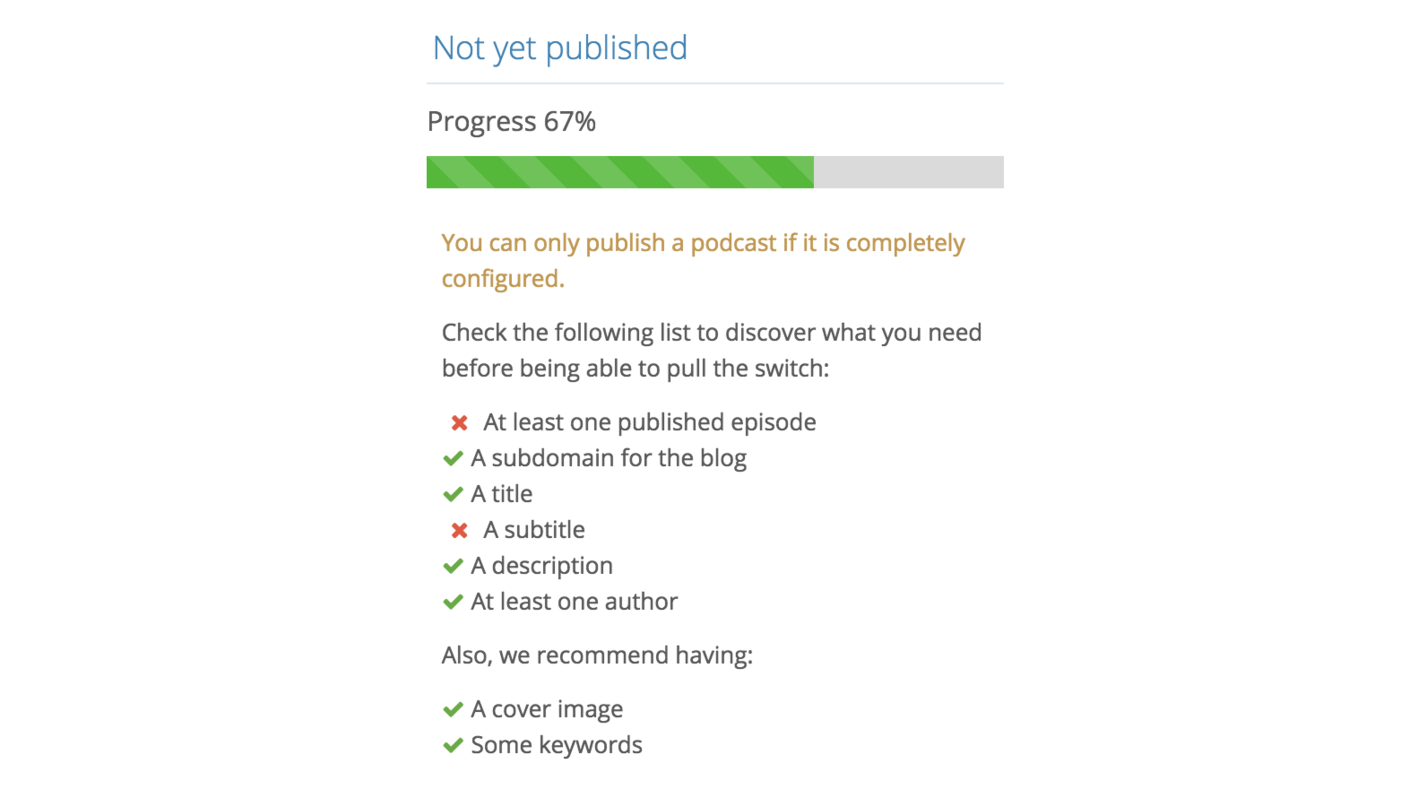 Not yet published
Progress 67%
You can only publish a podcast if it is completely
configured.
Check the following list to discover what you need
before being able to pull the switch:
At least one published episode
A subdomain for the blog
A title
A subtitle
A description
At least one author
Also, we recommend having:
A cover image
Some keywords